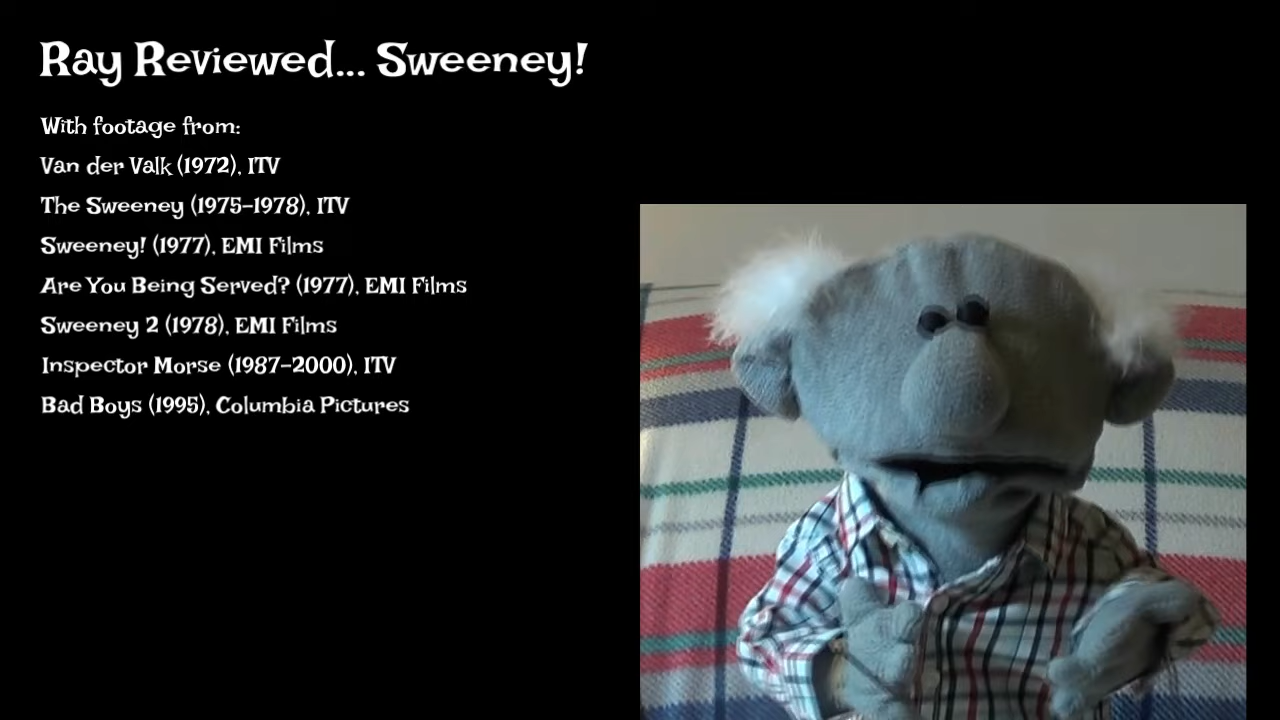 Ray Reviewed... Sweeney!
With footage from:
Van der Valk (1972), ITV
The Sweeney (1975-1978), ITV
Sweeney! (1977), EMI Films
Are You Being Served? (1977), EMI Films
Sweeney 2 (1978), EMI Films
Inspector Morse (1987-2000), ITV
Bad Boys (1995), Columbia Pictures